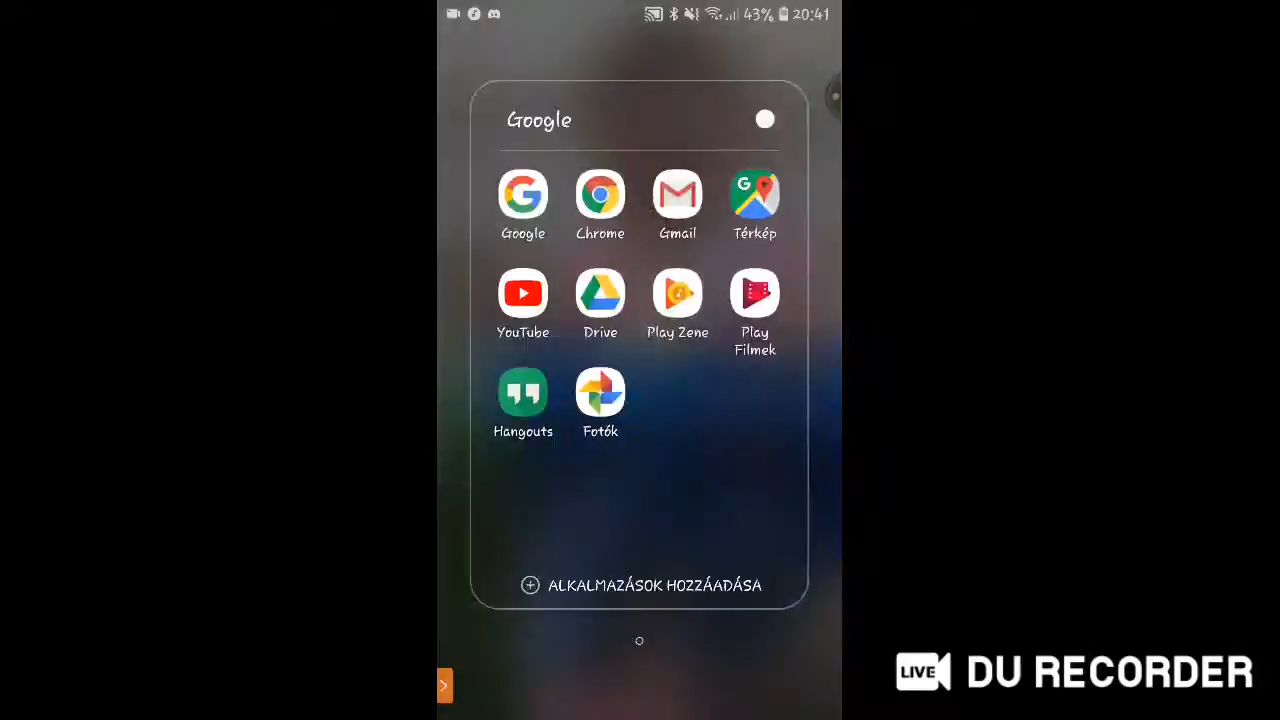 43% 20:41
Google
Google Chrome Gmail Térkép
YouTube Drive Play Zene Play Filmek
Hangouts Fotók
ALKALMAZÁSOK HOZZÁADÁSA
LIVE DU RECORDER